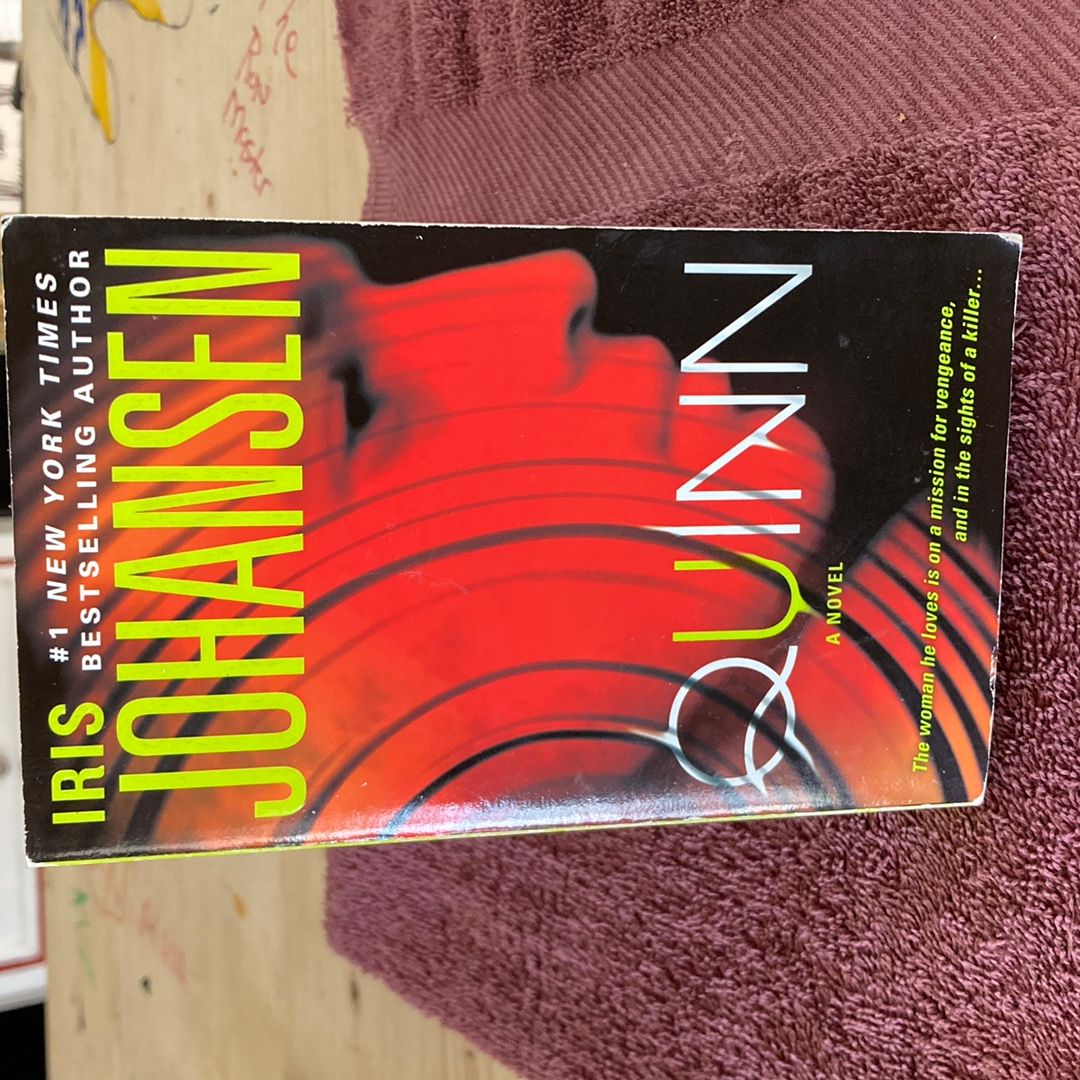 IRIS
#1 NEW YORK TIMES
BESTSELLING AUTHOR
JOHANSEN
QUINN
A NOVEL
The woman he loves is on a mission for vengeance,
and in the sights of a killer...